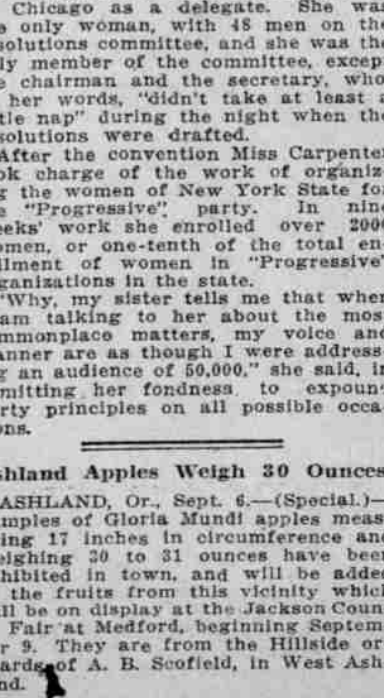 Chicago as a delegate. She was
only woman, with 48 men on the
solutions committee, and she was the
ly member of the committee, except
e chairman and the secretary, who,
her words, "didn't take at least a
tle nap" during the night when the
solutions were drafted.
After the convention Miss Carpenter
ok charge of the work of organiz-
g the women of New York State for
e "Progressive" party. In nine
eeks' work she enrolled over 2000
omen, or one-tenth of the total en-
llment of women in "Progressive"
ganizations in the state.
"Why, my sister tells me that when
am talking to her about the most
mmonplace matters, my voice and
anner are as though I were address-
g an audience of 50,000," she said, in
mitting her fondness to expound
rty principles on all possible occa-
ons.
shland Apples Weigh 30 Ounces
ASHLAND, Or., Sept. 6.—(Special.)—
amples of Gloria Mundi apples meas-
ring 17 inches in circumference and
eighing 30 to 31 ounces have been
hibited in town, and will be added
the fruits from this vicinity which
ill be on display at the Jackson Coun-
Fair at Medford, beginning Septem-
r 9. They are from the Hillside or-
ards of A. B. Scofield, in West Ash-
nd.